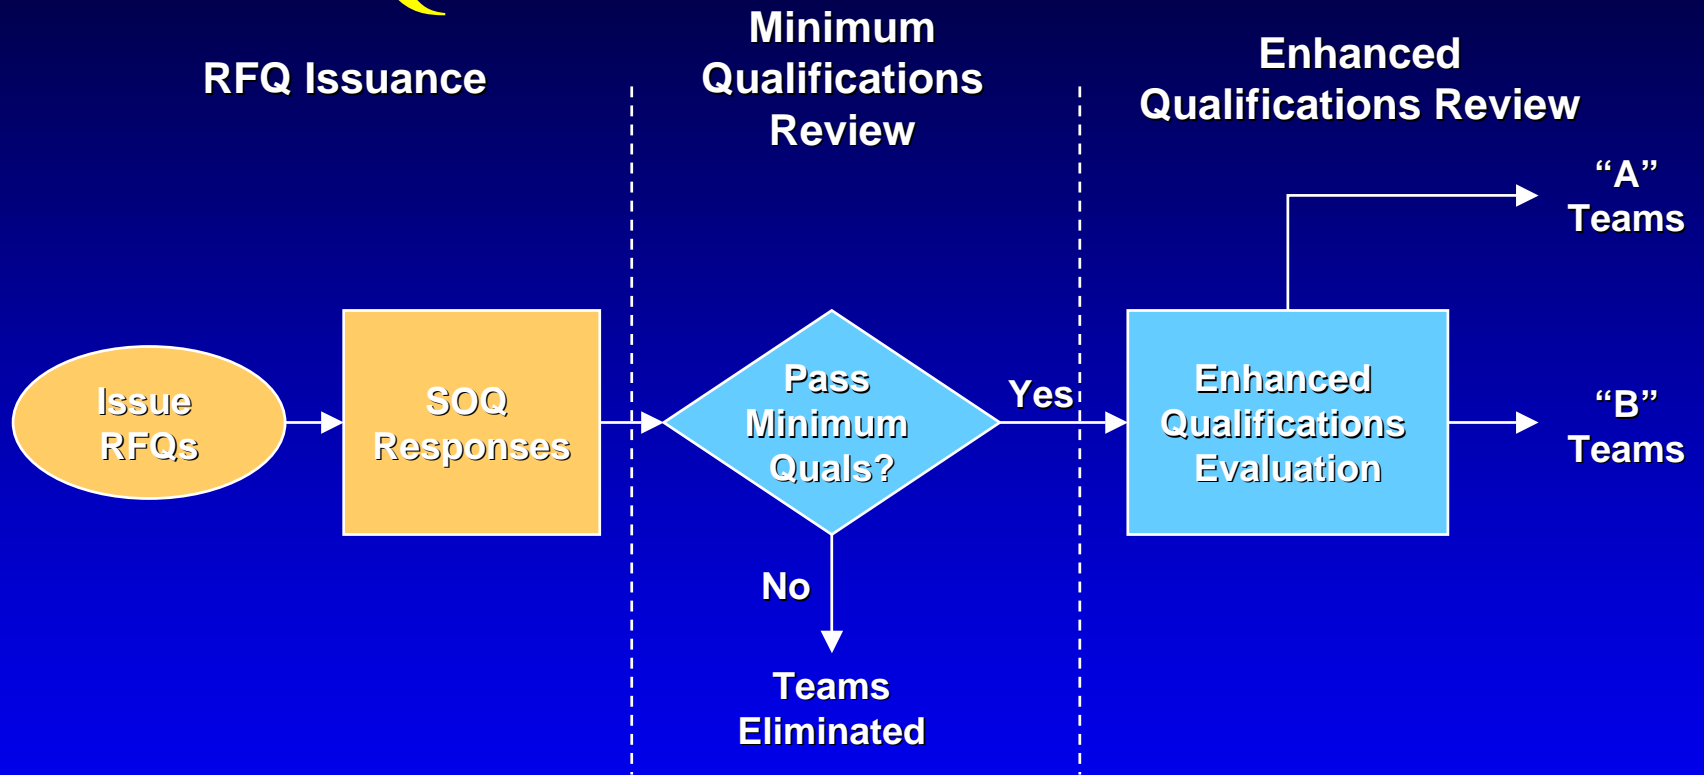 RFQ Issuance
Minimum
Qualifications
Review
Enhanced
Qualifications Review
Issue
RFQs
SOQ
Responses
Pass
Minimum
Quals?
Yes
No
Teams
Eliminated
Enhanced
Qualifications
Evaluation
“A”
Teams
“B”
Teams